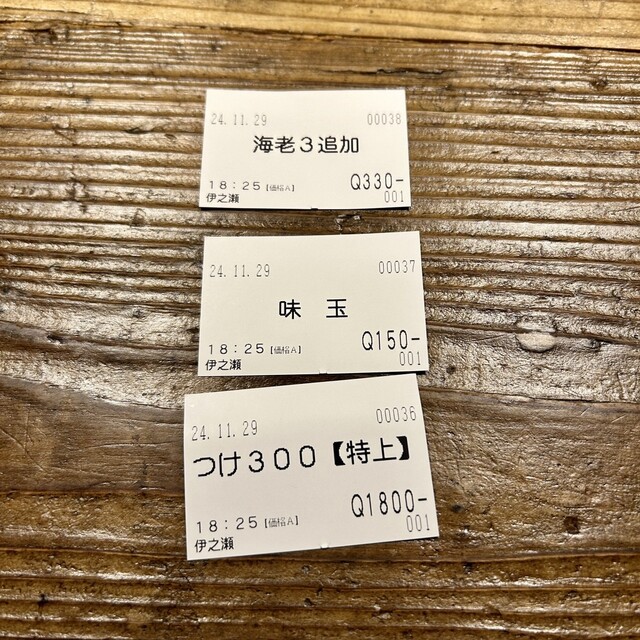 24.11.29 00038
海老3追加
18:25【価格A】 Q330-
伊之瀬 001
24.11.29 00037
味 玉
18:25【価格A】 Q150-
伊之瀬 001
24.11.29 00036
つけ300【特上】
18:25【価格A】 Q1800-
伊之瀬 001